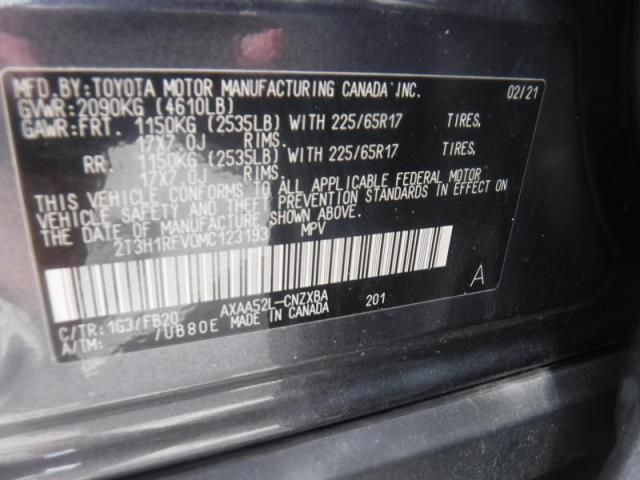 MFD.BY:TOYOTA MOTOR MANUFACTURING CANADA INC. 02/21
GVWR:2090KG (4610LB)
GAWR:FRT. 1150KG (2535LB) WITH 225/65R17 TIRES,
17X7.0J RIMS.
RR. 1150KG (2535LB) WITH 225/65R17 TIRES,
17X7.0J RIMS.
THIS VEHICLE CONFORMS TO ALL APPLICABLE FEDERAL MOTOR
VEHICLE SAFETY AND THEFT PREVENTION STANDARDS IN EFFECT ON
THE DATE OF MANUFACTURE SHOWN ABOVE.
2T3H1RFV0MC123193 MPV
A
C/TR:1G3/FB20 AXAA52L-CNZXBA 201
A/TM: /UB80E MADE IN CANADA